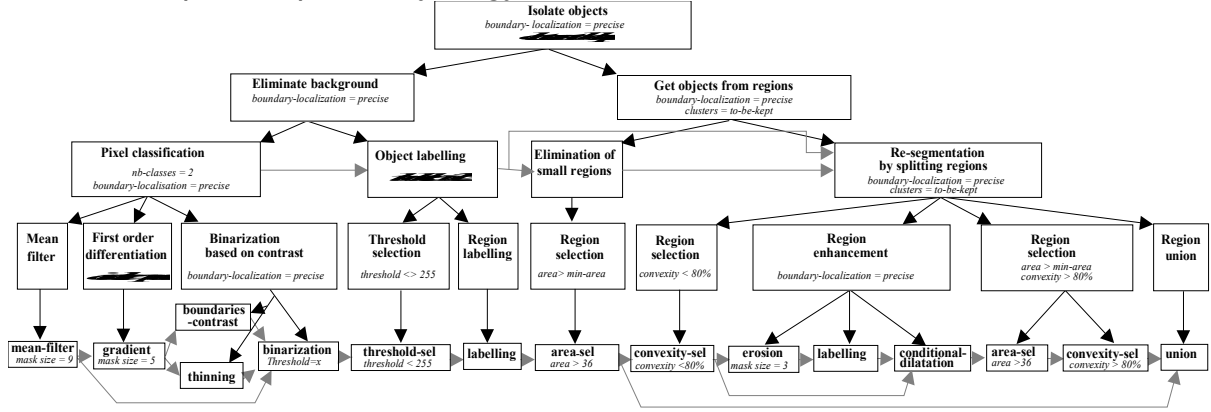 Isolate objects
boundary- localization = precise
Eliminate background
boundary-localization = precise
Get objects from regions
boundary-localization = precise
clusters = to-be-kept
Pixel classification
nb-classes = 2
boundary-localisation = precise
Object labelling
Elimination of
small regions
Re-segmentation
by splitting regions
boundary-localization = precise
clusters = to-be-kept
Mean
filter
First order
differentiation
Binarization
based on contrast
boundary-localization = precise
Threshold
selection
threshold <> 255
Region
labelling
Region
selection
area> min-area
Region
selection
convexity < 80%
Region
enhancement
boundary-localization = precise
Region
selection
area > min-area
convexity > 80%
Region
union
boundaries
-contrast
mean-filter
mask size = 9
gradient
mask size = 5
thinning
binarization
Threshold=x
threshold-sel
threshold < 255
labelling
area-sel
area > 36
convexity-sel
convexity <80%
erosion
mask size = 3
labelling
conditional-
dilatation
area-sel
area >36
convexity-sel
convexity > 80%
union